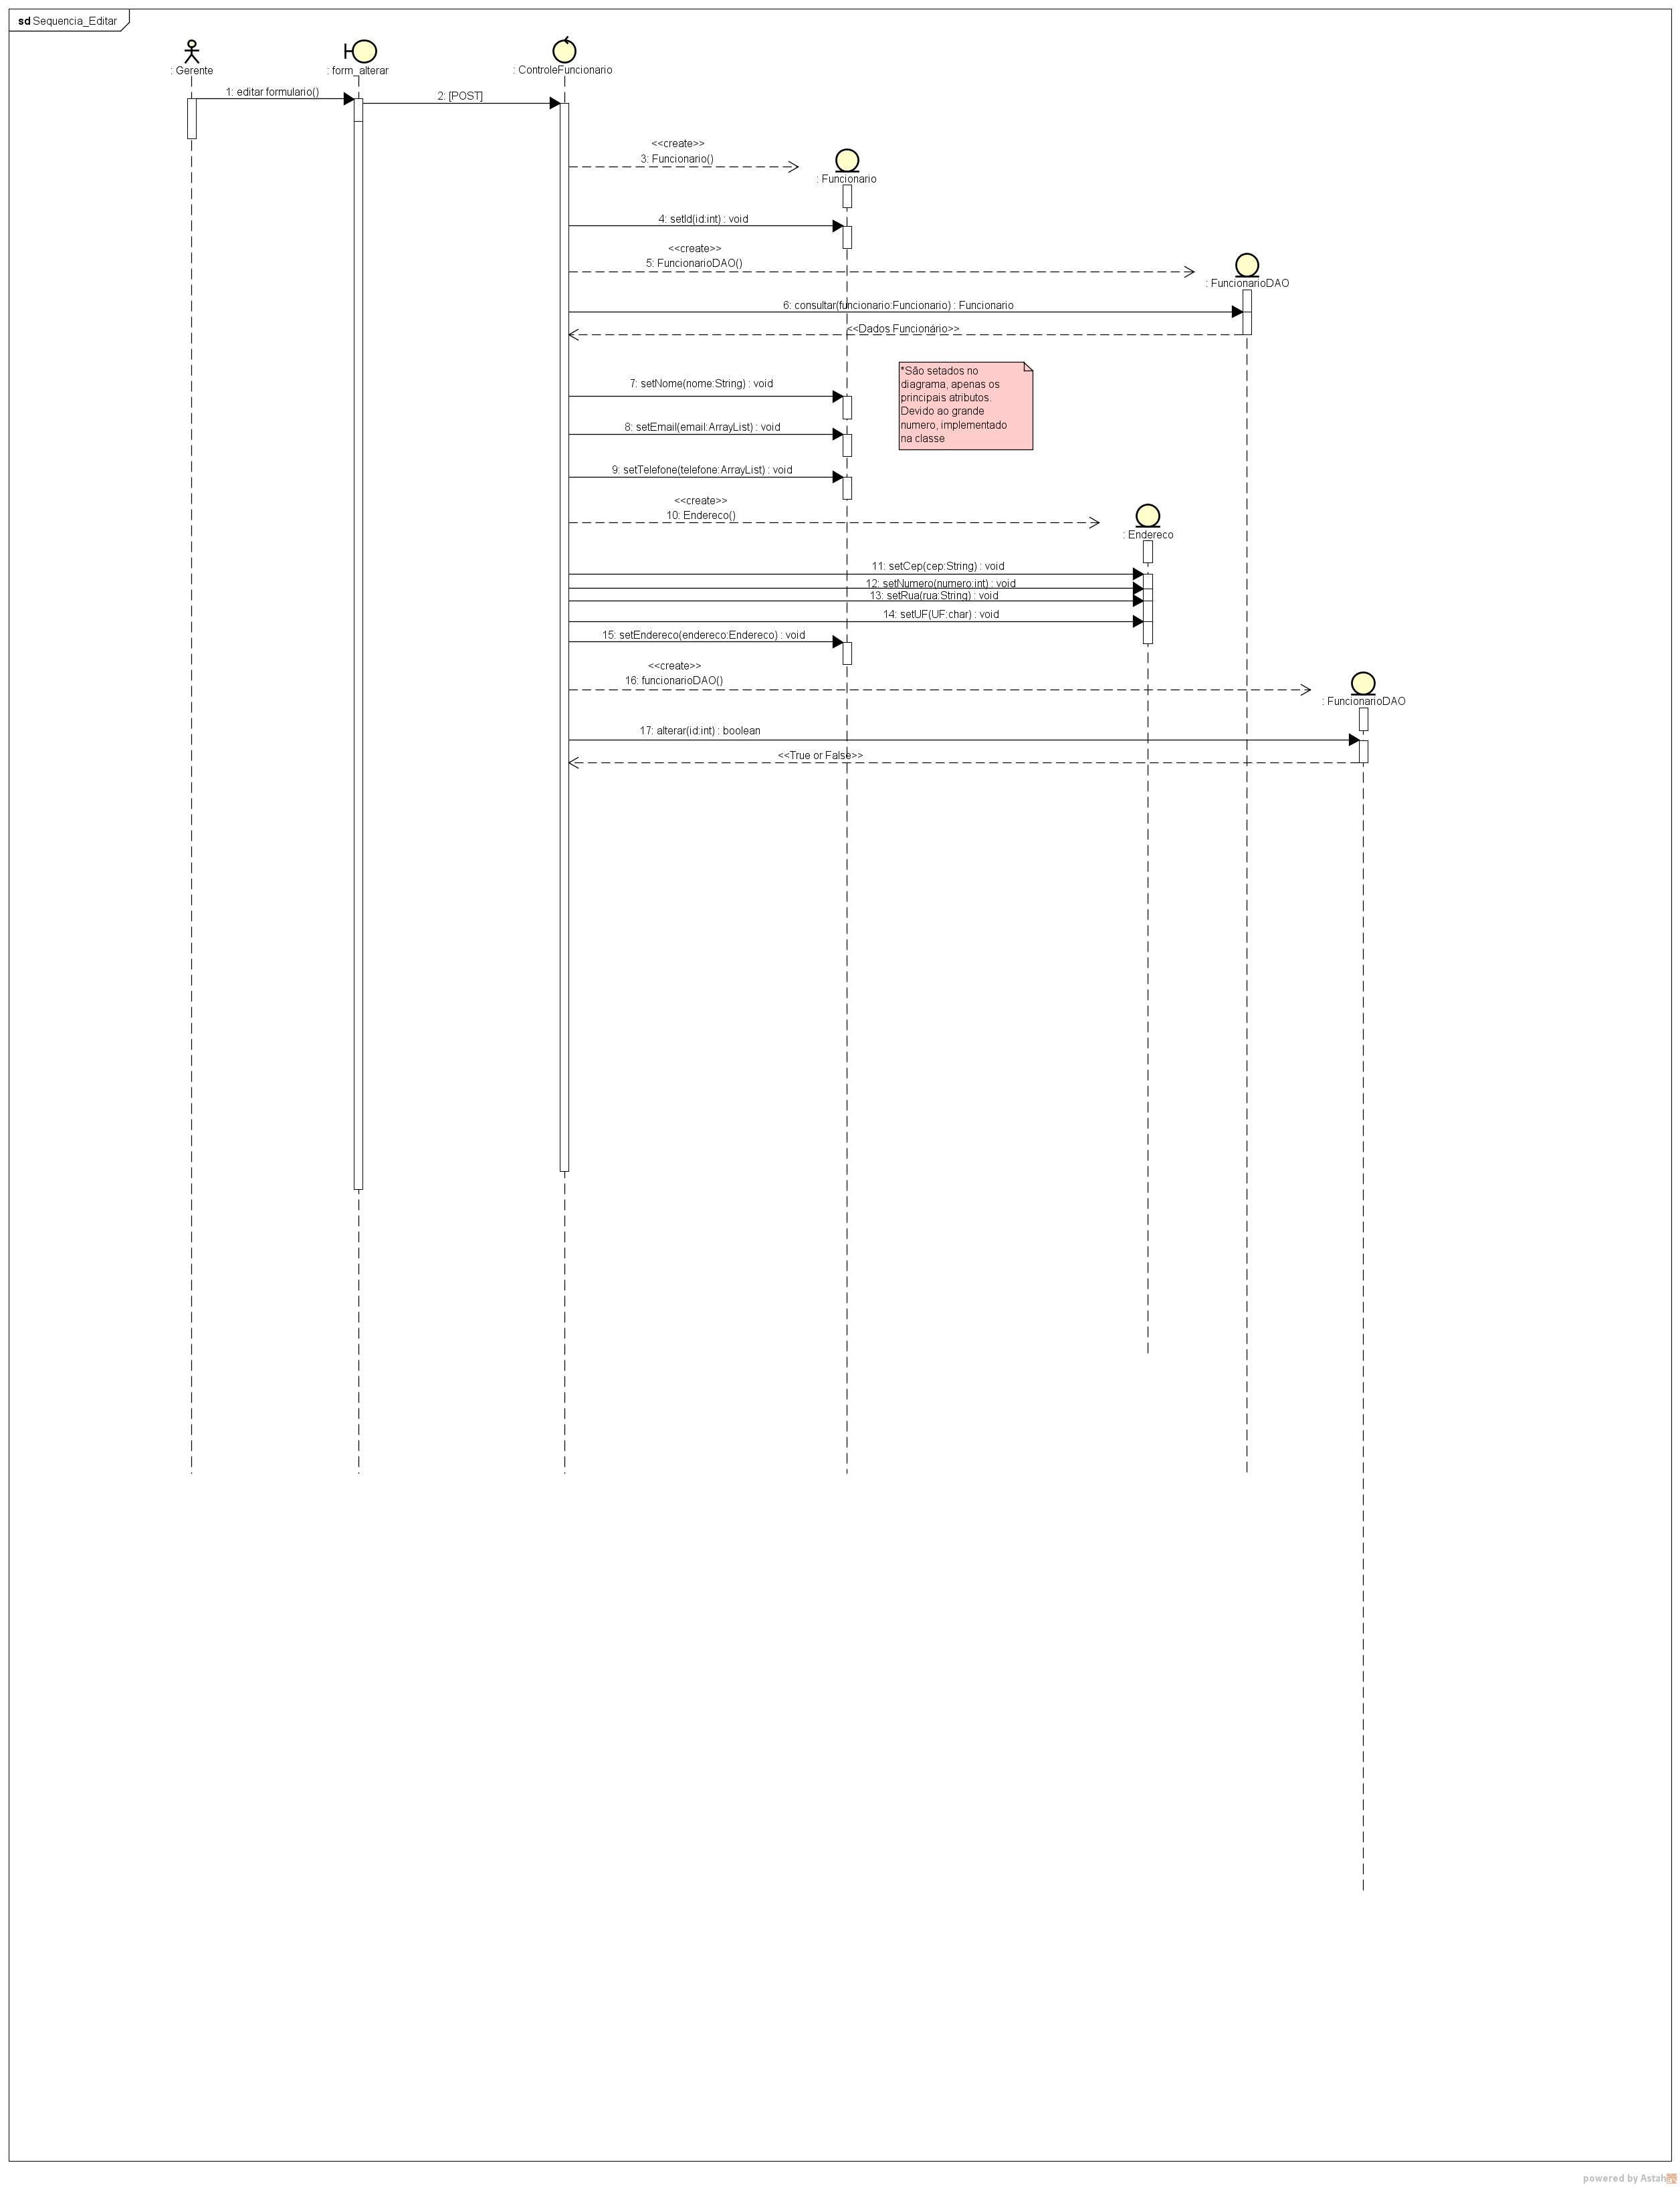 sd Sequencia_Editar
: Gerente
: form_alterar
: ControleFuncionario
1: editar formulario()
2: [POST]
<<create>>
3: Funcionario()
: Funcionario
4: setId(id:int) : void
<<create>>
5: FuncionarioDAO()
: FuncionarioDAO
6: consultar(funcionario:Funcionario) : Funcionario
<<Dados Funcionário>>
*São setados no
diagrama, apenas os
principais atributos.
Devido ao grande
numero, implementado
na classe
7: setNome(nome:String) : void
8: setEmail(email:ArrayList) : void
9: setTelefone(telefone:ArrayList) : void
<<create>>
10: Endereco()
: Endereco
11: setCep(cep:String) : void
12: setNumero(numero:int) : void
13: setRua(rua:String) : void
14: setUF(UF:char) : void
15: setEndereco(endereco:Endereco) : void
<<create>>
16: funcionarioDAO()
: FuncionarioDAO
17: alterar(id:int) : boolean
<<True or False>>
powered by Astah